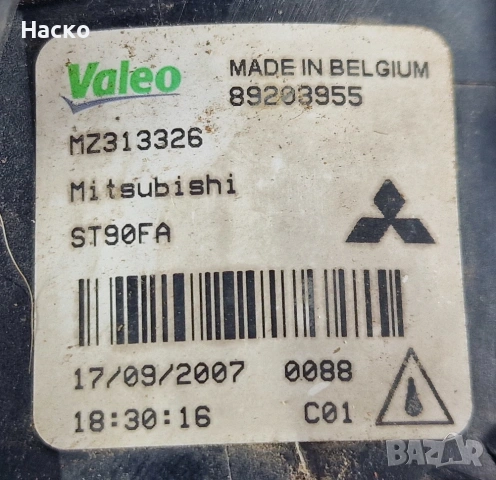 Наско
Valeo
MADE IN BELGIUM
89203955
MZ313326
Mitsubishi
ST90FA
17/09/2007 0088
18:30:16 C01
BAZAR